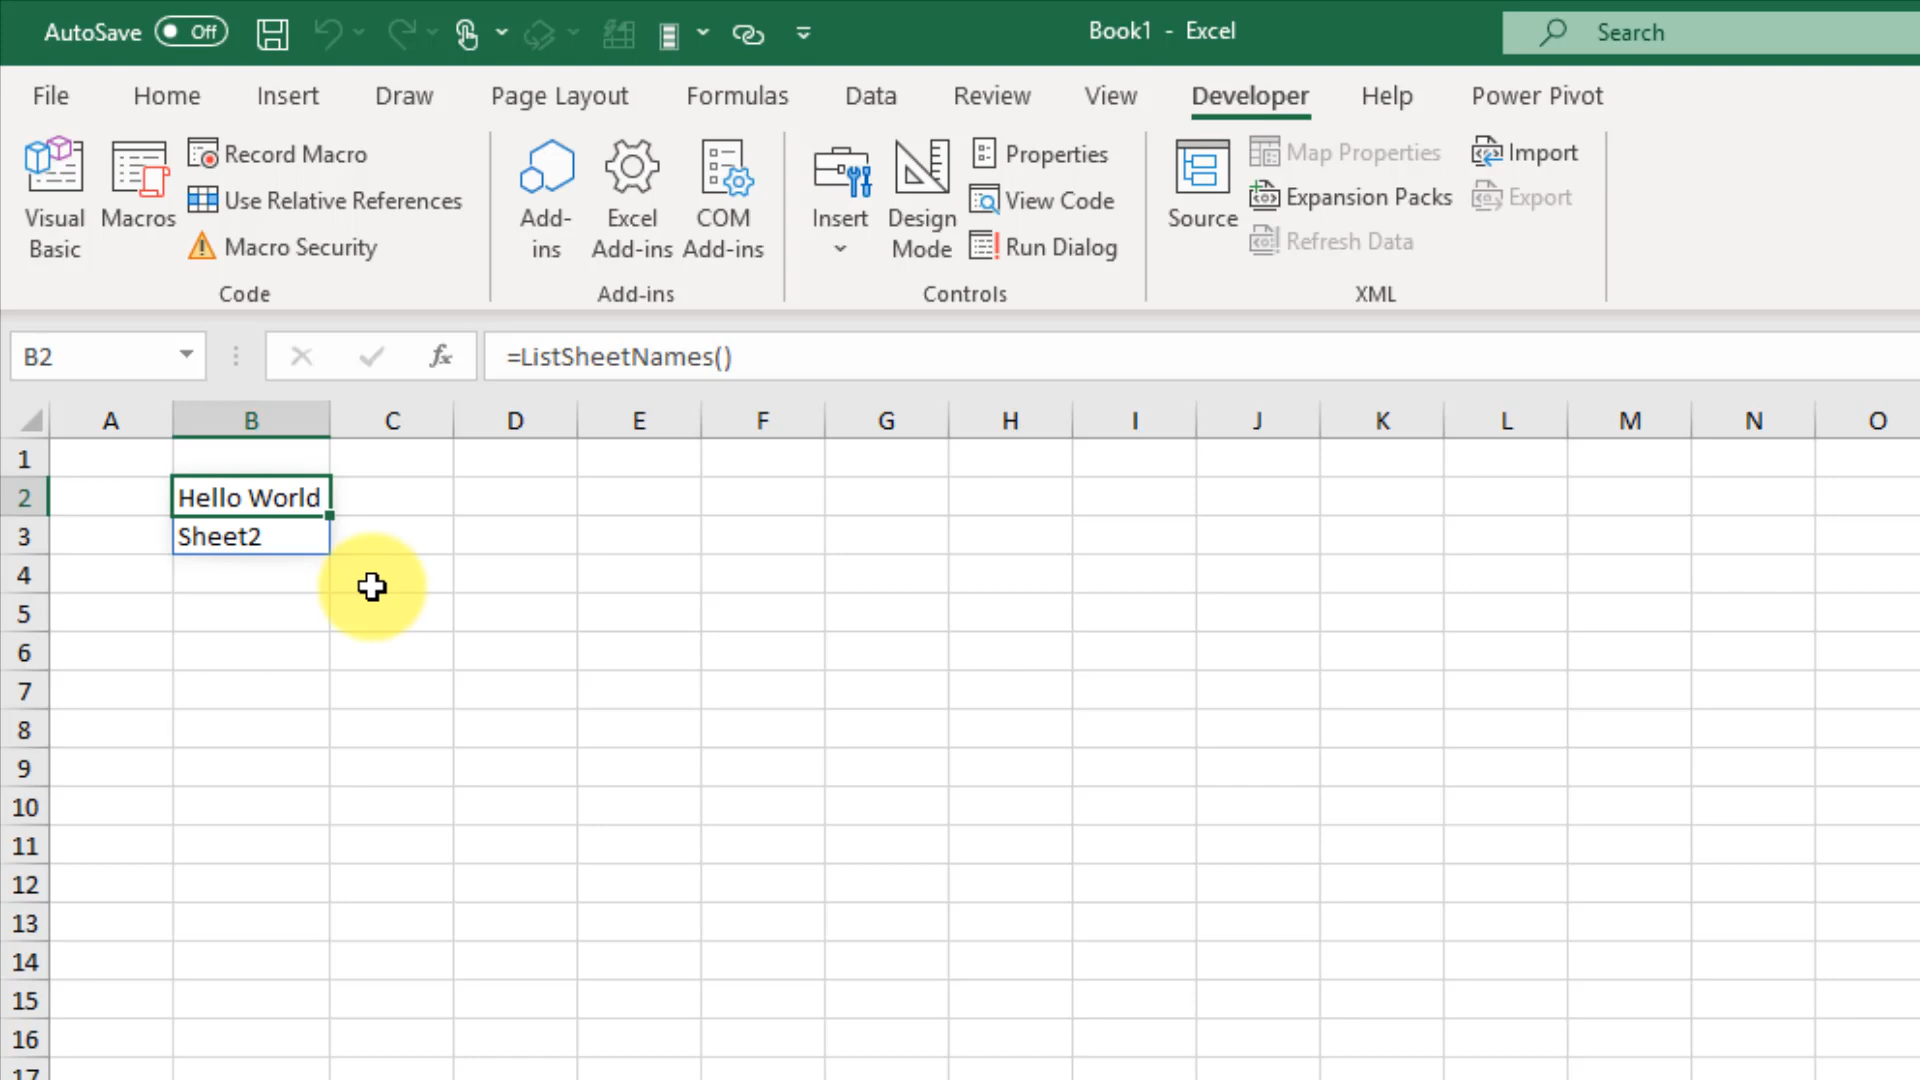 AutoSave Off Book1 - Excel Search
File Home Insert Draw Page Layout Formulas Data Review View Developer Help Power Pivot
Visual Basic
Macros
Record Macro
Use Relative References
Macro Security
Code
Add-ins
Excel Add-ins
COM Add-ins
Add-ins
Insert
Design Mode
Properties
View Code
Run Dialog
Controls
Source
Map Properties
Expansion Packs
Refresh Data
Import
Export
XML
B2 fx =ListSheetNames()
A B C D E F G H I J K L M N O
1
2 Hello World
3 Sheet2
4
5
6
7
8
9
10
11
12
13
14
15
16
17